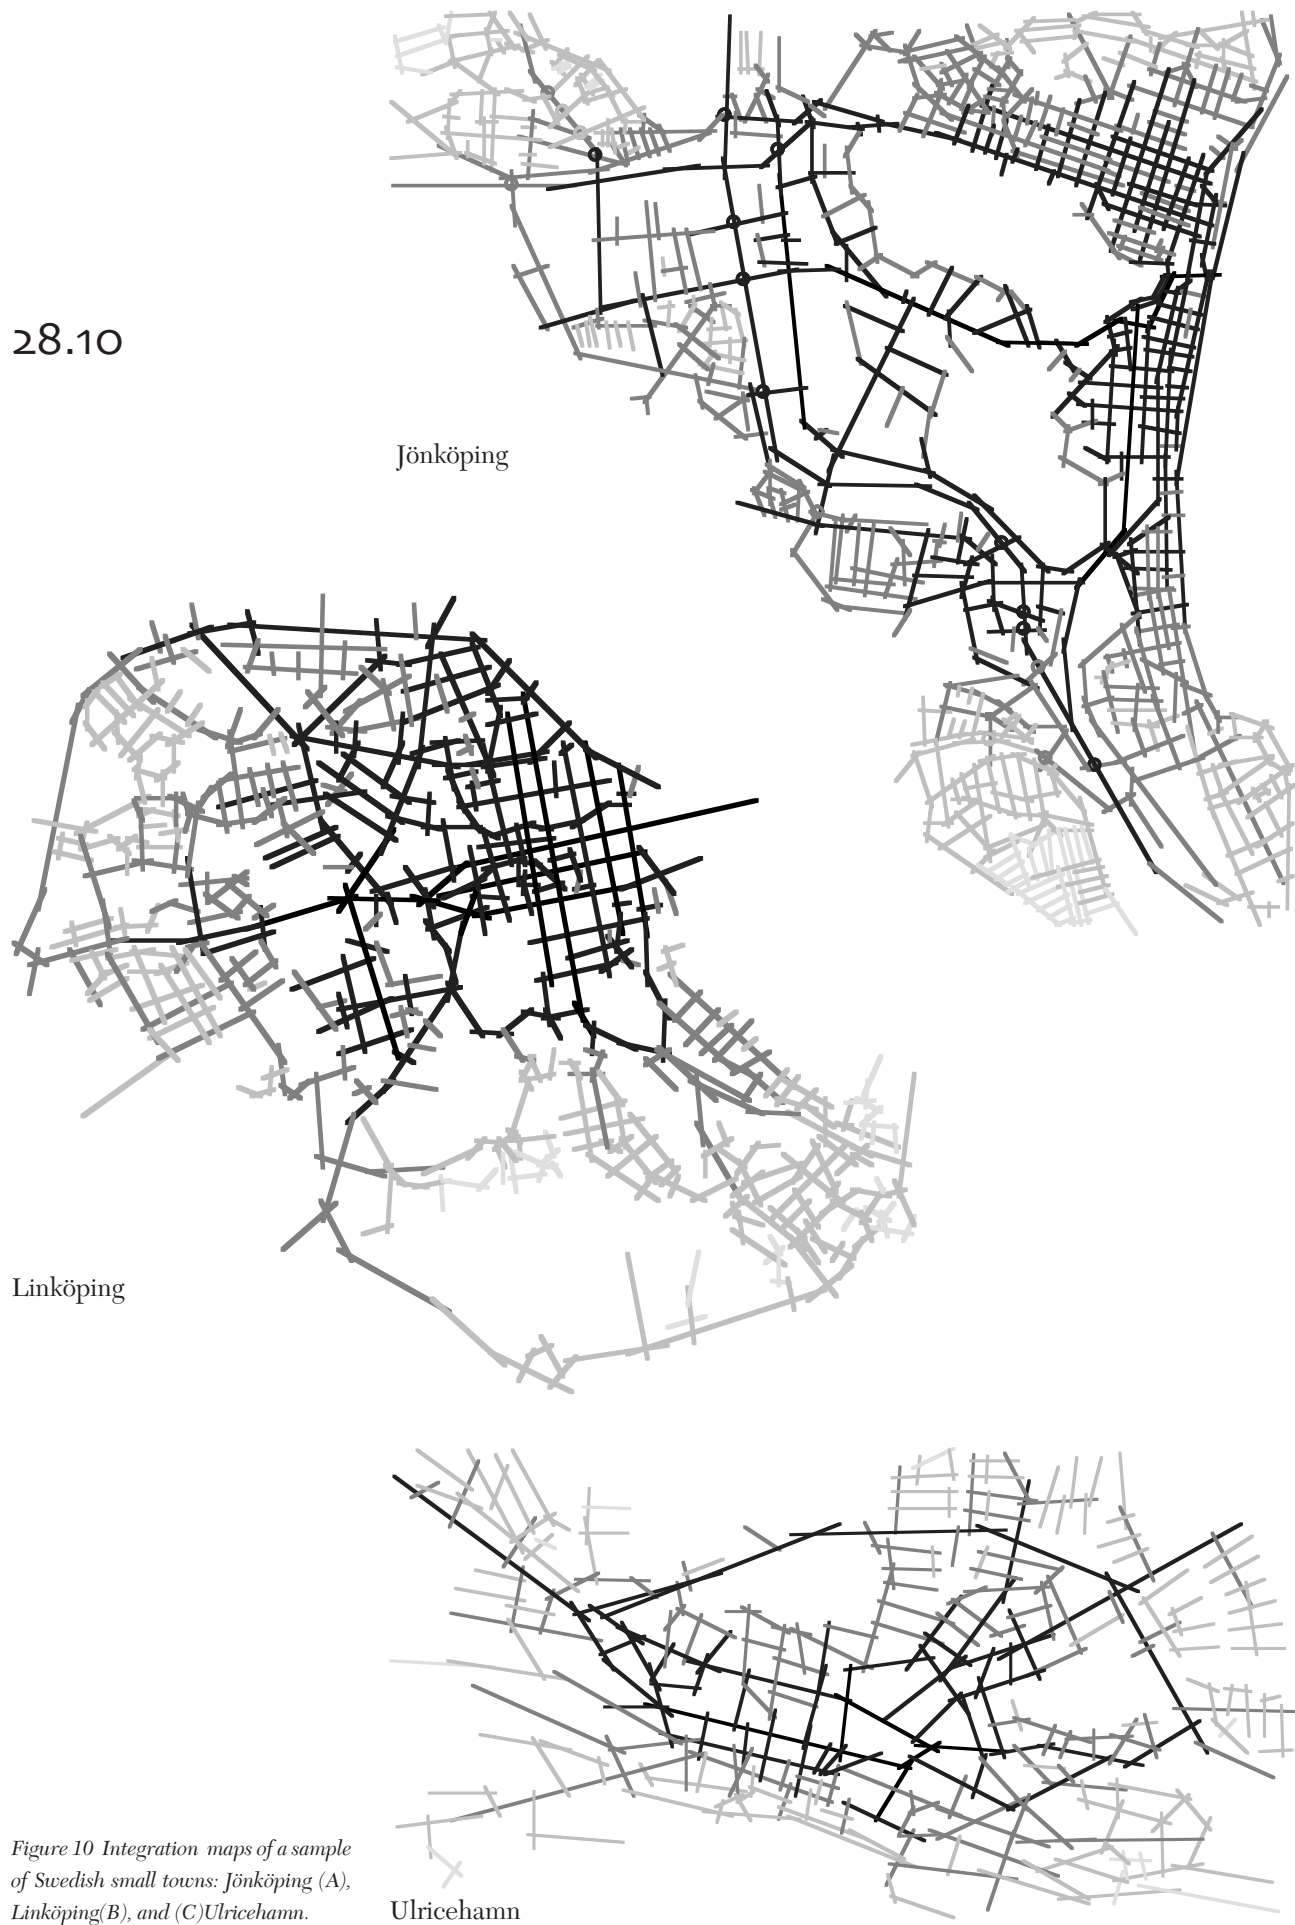 28.10
Jönköping
Linköping
Figure 10 Integration maps of a sample
of Swedish small towns: Jönköping (A),
Linköping(B), and (C)Ulricehamn.
Ulricehamn